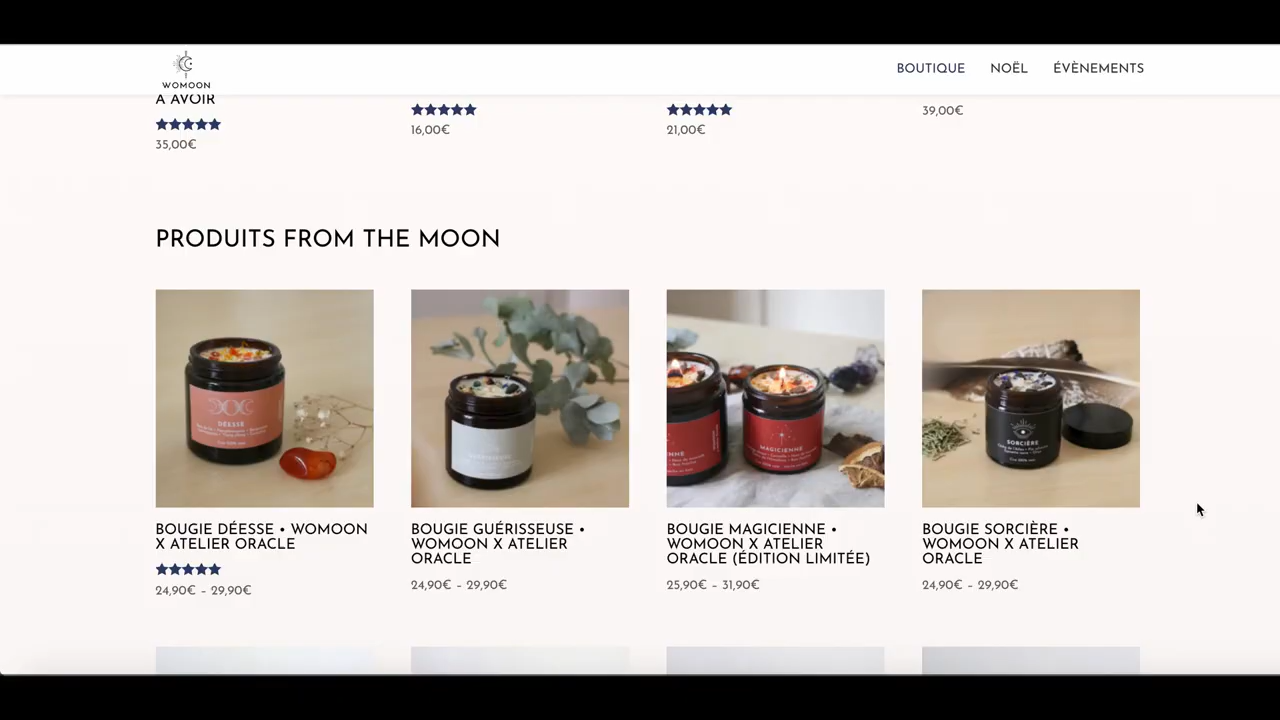 WOMOON
BOUTIQUE
NOËL
ÉVÈNEMENTS
À AVOIR
35,00€
16,00€
21,00€
39,00€
PRODUITS FROM THE MOON
DÉESSE
MAGICIENNE
SORCIÈRE
BOUGIE DÉESSE • WOMOON
X ATELIER ORACLE
24,90€ – 29,90€
BOUGIE GUÉRISSEUSE •
WOMOON X ATELIER
ORACLE
24,90€ – 29,90€
BOUGIE MAGICIENNE •
WOMOON X ATELIER
ORACLE (ÉDITION LIMITÉE)
25,90€ – 31,90€
BOUGIE SORCIÈRE •
WOMOON X ATELIER
ORACLE
24,90€ – 29,90€